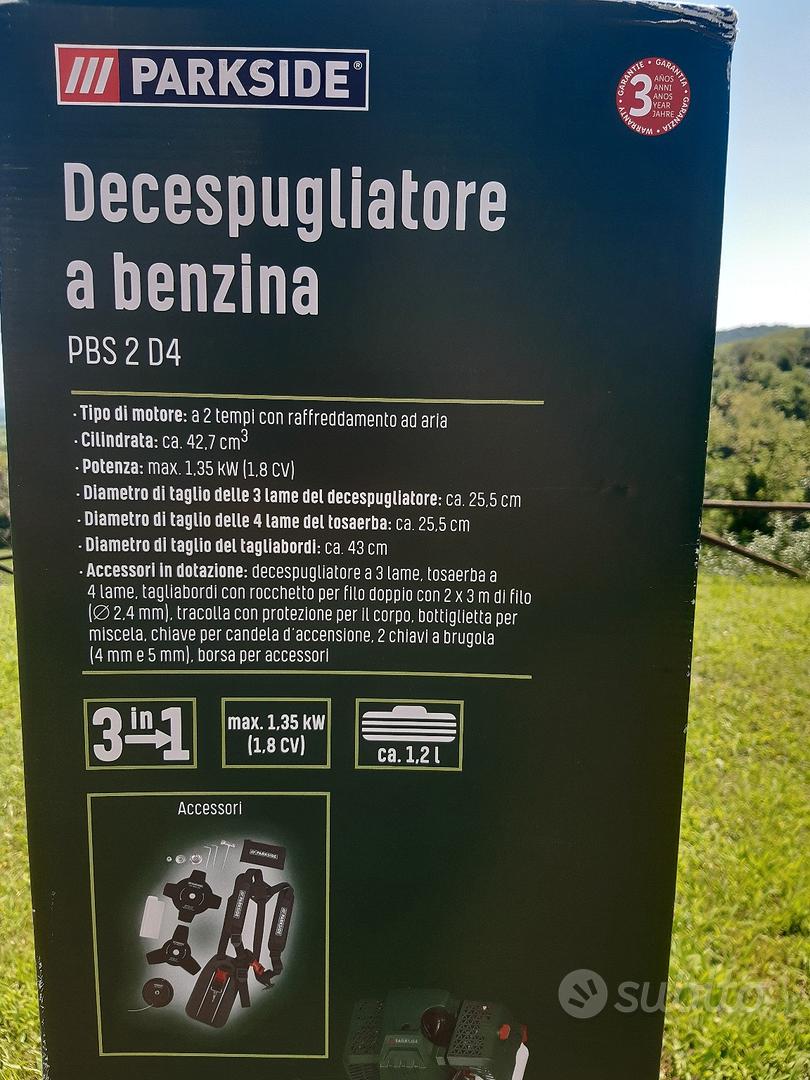 /// PARKSIDE®
GARANTIE • GARANTIA • GARANZIA • WARRANTY
3 AÑOS
ANNI
ANOS
YEAR
JAHRE
Decespugliatore
a benzina
PBS 2 D4
• Tipo di motore: a 2 tempi con raffreddamento ad aria
• Cilindrata: ca. 42,7 cm³
• Potenza: max. 1,35 kW (1,8 CV)
• Diametro di taglio delle 3 lame del decespugliatore: ca. 25,5 cm
• Diametro di taglio delle 4 lame del tosaerba: ca. 25,5 cm
• Diametro di taglio del tagliabordi: ca. 43 cm
• Accessori in dotazione: decespugliatore a 3 lame, tosaerba a
4 lame, tagliabordi con rocchetto per filo doppio con 2 x 3 m di filo
(∅ 2,4 mm), tracolla con protezione per il corpo, bottiglietta per
miscela, chiave per candela d'accensione, 2 chiavi a brugola
(4 mm e 5 mm), borsa per accessori
3 in 1
max. 1,35 kW
(1,8 CV)
ca. 1,2 l
Accessori
/// PARKSIDE
subito